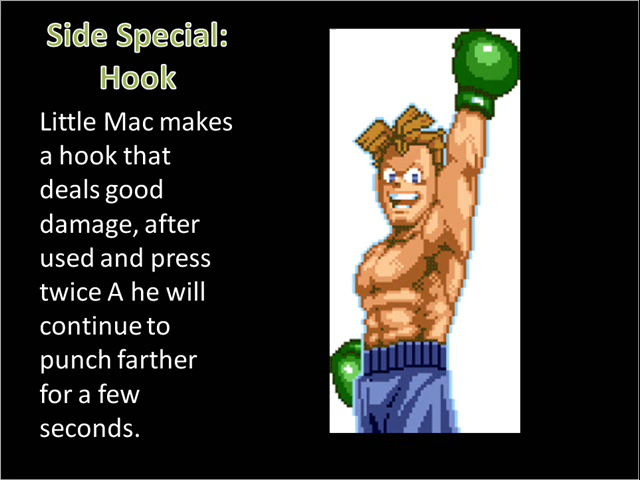 Side Special:
Hook
Little Mac makes
a hook that
deals good
damage, after
used and press
twice A he will
continue to
punch farther
for a few
seconds.